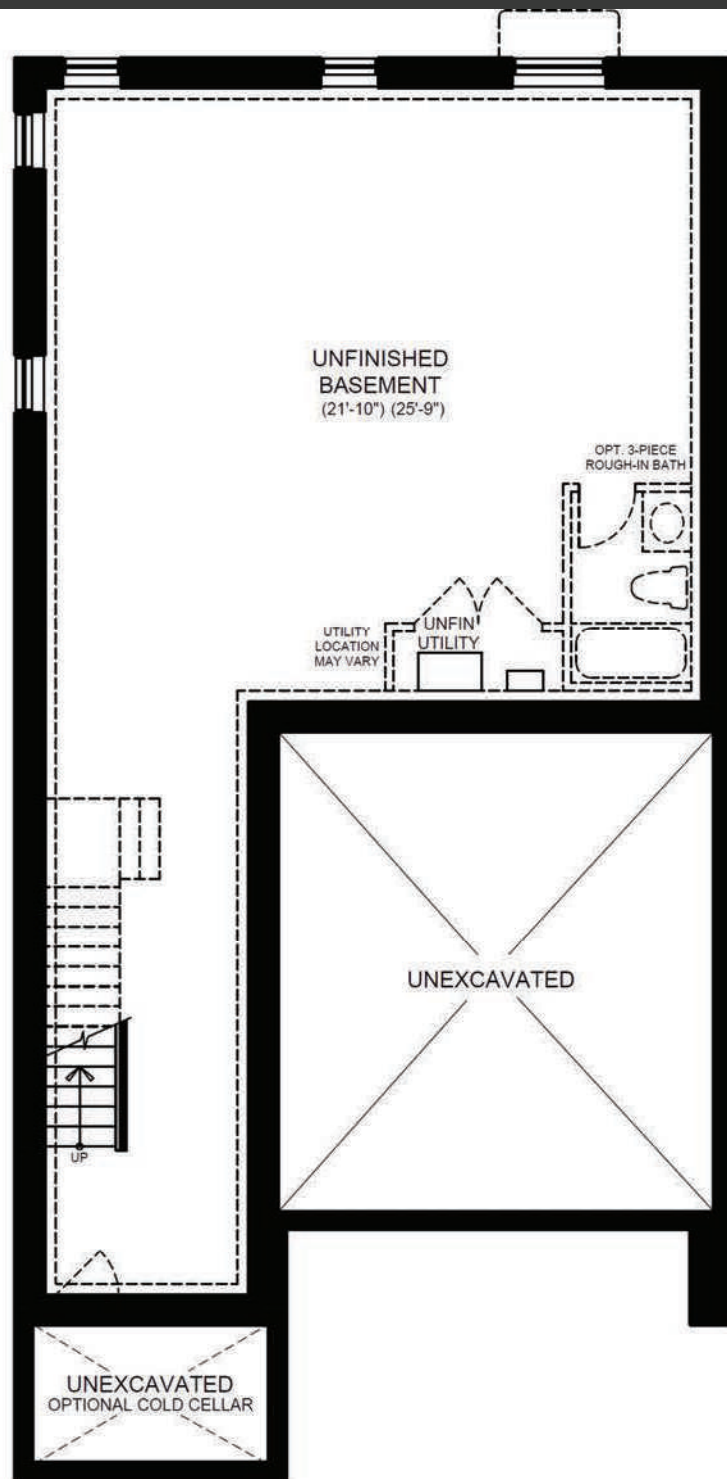 UNFINISHED
BASEMENT
(21'-10") (25'-9")
OPT. 3-PIECE
ROUGH-IN BATH
UTILITY
LOCATION
MAY VARY
UNFIN
UTILITY
UNEXCAVATED
UP
UNEXCAVATED
OPTIONAL COLD CELLAR